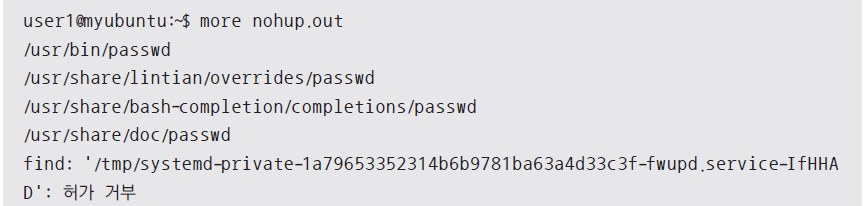 user1@myubuntu:~$ more nohup.out
/usr/bin/passwd
/usr/share/lintian/overrides/passwd
/usr/share/bash-completion/completions/passwd
/usr/share/doc/passwd
find: '/tmp/systemd-private-1a79653352314b6b9781ba63a4d33c3f-fwupd.service-IfHHA
D': 허가 거부